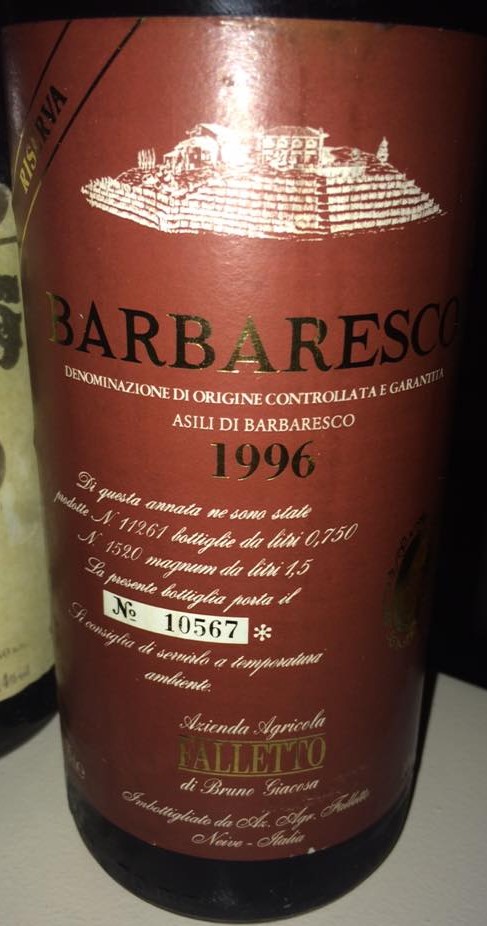 RISERVA
BARBARESCO
DENOMINAZIONE DI ORIGINE CONTROLLATA E GARANTITA
ASILI DI BARBARESCO
1996
Di questa annata ne sono state
prodotte N 11261 bottiglie da litri 0,750
N 1520 magnum da litri 1,5
La presente bottiglia porta il
No 10567 *
Si consiglia di servirlo a temperatura
ambiente.
Azienda Agricola
FALLETTO
di Bruno Giacosa
Imbottigliato da Az. Agr. Falletto
Neive - Italia